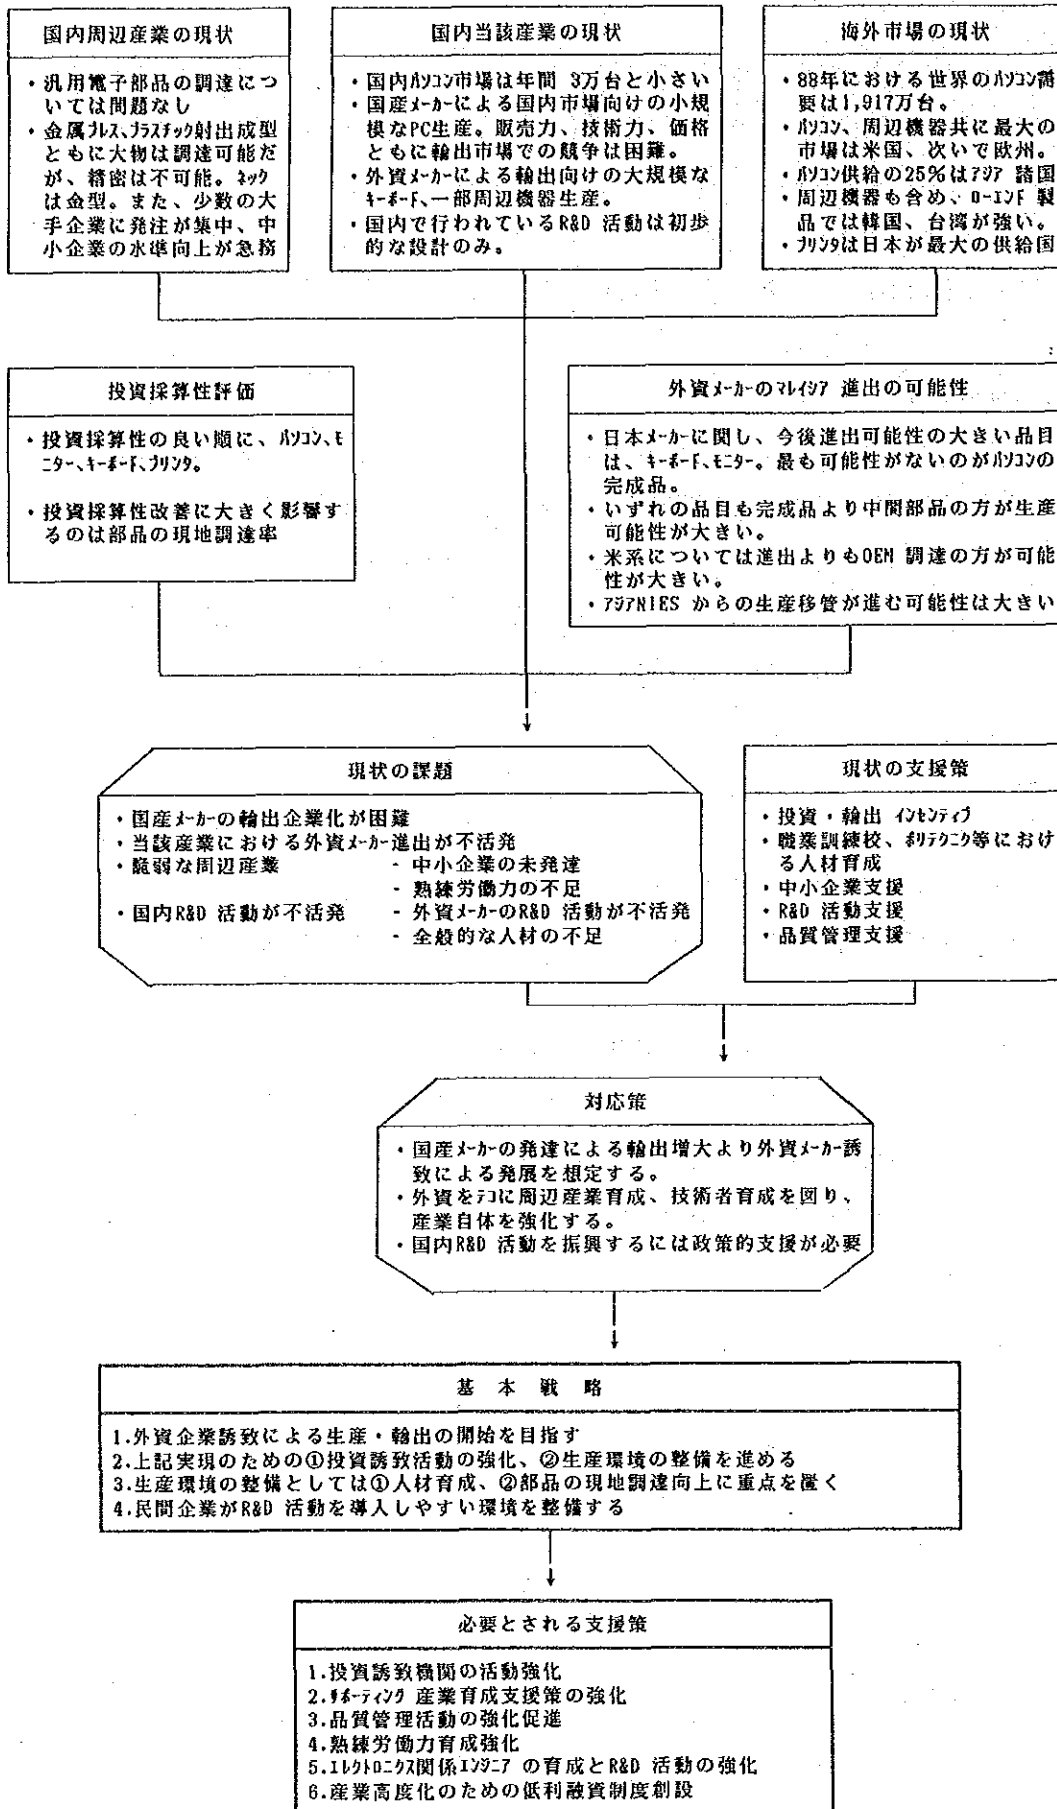 国内周辺産業の現状
・汎用電子部品の調達につ
いては問題なし
・金属プレス、プラスチック射出成型
ともに大物は調達可能だ
が、精密は不可能。ネック
は金型。また、少数の大
手企業に発注が集中、中
小企業の水準向上が急務
国内当該産業の現状
・国内パソコン市場は年間 3万台と小さい
・国産メーカーによる国内市場向けの小規
模なPC生産。販売力、技術力、価格
ともに輸出市場での競争は困難。
・外資メーカーによる輸出向けの大規模な
キーボード、一部周辺機器生産。
・国内で行われているR&D 活動は初歩
的な設計のみ。
海外市場の現状
・88年における世界のパソコン需
要は1,917万台。
・パソコン、周辺機器共に最大の
市場は米国、次いで欧州。
・パソコン供給の25%はアジア 諸国
・周辺機器も含め、ローエンド 製
品では韓国、台湾が強い。
・プリンタは日本が最大の供給国
投資採算性評価
・投資採算性の良い順に、パソコン、モ
ニター、キーボード、プリンタ。
・投資採算性改善に大きく影響す
るのは部品の現地調達率
外資メーカーのマレイシア 進出の可能性
・日本メーカーに関し、今後進出可能性の大きい品目
は、キーボード、モニター。最も可能性がないのがパソコンの
完成品。
・いずれの品目も完成品より中間部品の方が生産
可能性が大きい。
・米系については進出よりもOEM 調達の方が可能
性が大きい。
・アジアNIES からの生産移管が進む可能性は大きい
現状の課題
・国産メーカーの輸出企業化が困難
・当該産業における外資メーカー進出が不活発
・脆弱な周辺産業 - 中小企業の未発達
- 熟練労働力の不足
・国内R&D 活動が不活発 - 外資メーカーのR&D 活動が不活発
- 全般的な人材の不足
現状の支援策
・投資・輸出 インセンティブ
・職業訓練校、ポリテクニク等におけ
る人材育成
・中小企業支援
・R&D 活動支援
・品質管理支援
対応策
・国産メーカーの発達による輸出増大より外資メーカー誘
致による発展を想定する。
・外資をテコに周辺産業育成、技術者育成を図り、
産業自体を強化する。
・国内R&D 活動を振興するには政策的支援が必要
基 本 戦 略
1.外資企業誘致による生産・輸出の開始を目指す
2.上記実現のための①投資誘致活動の強化、②生産環境の整備を進める
3.生産環境の整備としては①人材育成、②部品の現地調達向上に重点を置く
4.民間企業がR&D 活動を導入しやすい環境を整備する
必要とされる支援策
1.投資誘致機関の活動強化
2.サポーティング 産業育成支援策の強化
3.品質管理活動の強化促進
4.熟練労働力育成強化
5.エレクトロニクス関係エンジニア の育成とR&D 活動の強化
6.産業高度化のための低利融資制度創設